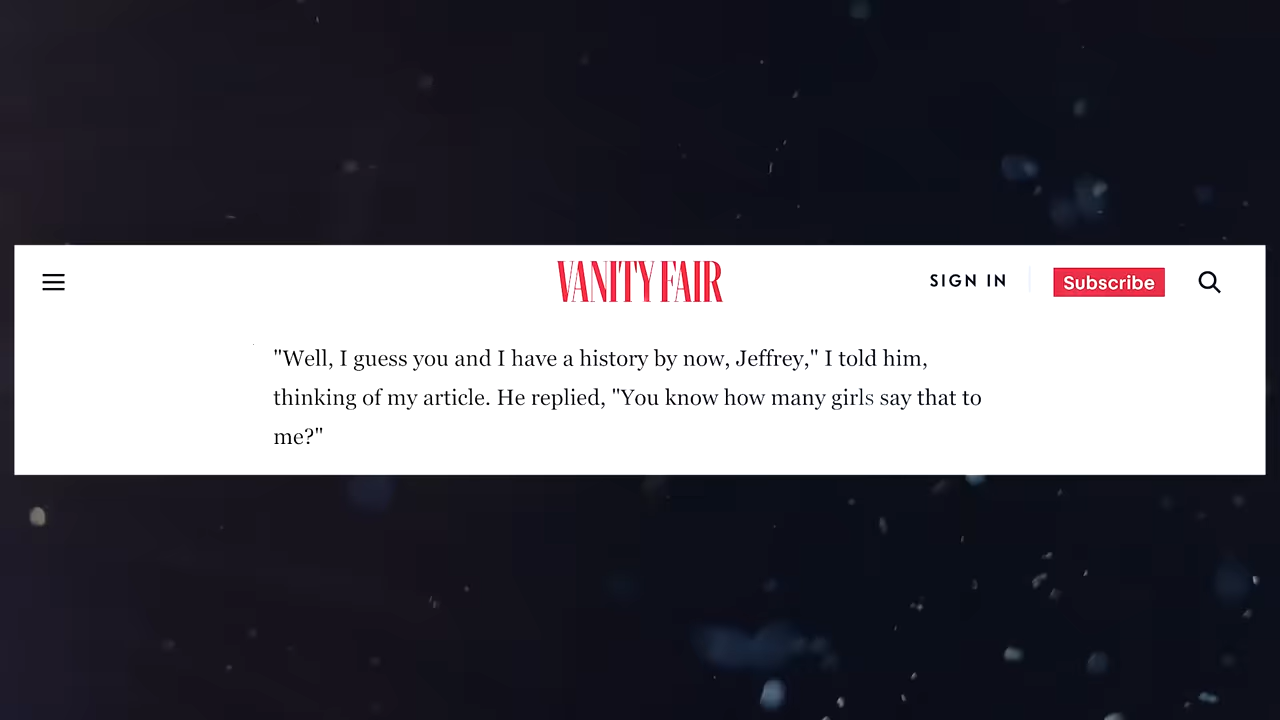 VANITY FAIR
SIGN IN
Subscribe
"Well, I guess you and I have a history by now, Jeffrey," I told him,
thinking of my article. He replied, "You know how many girls say that to
me?"